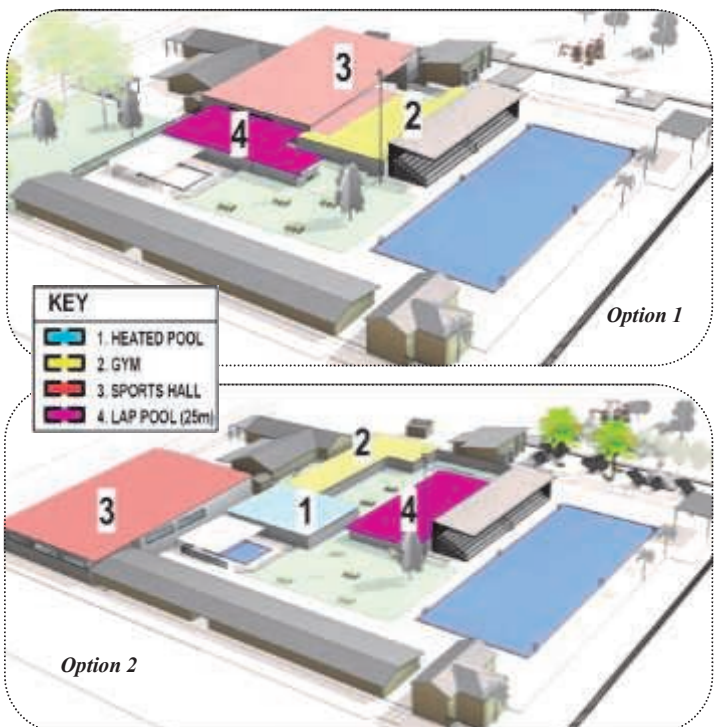 3
2
4
Option 1
KEY
1. HEATED POOL
2. GYM
3. SPORTS HALL
4. LAP POOL (25m)
2
3
1
4
Option 2